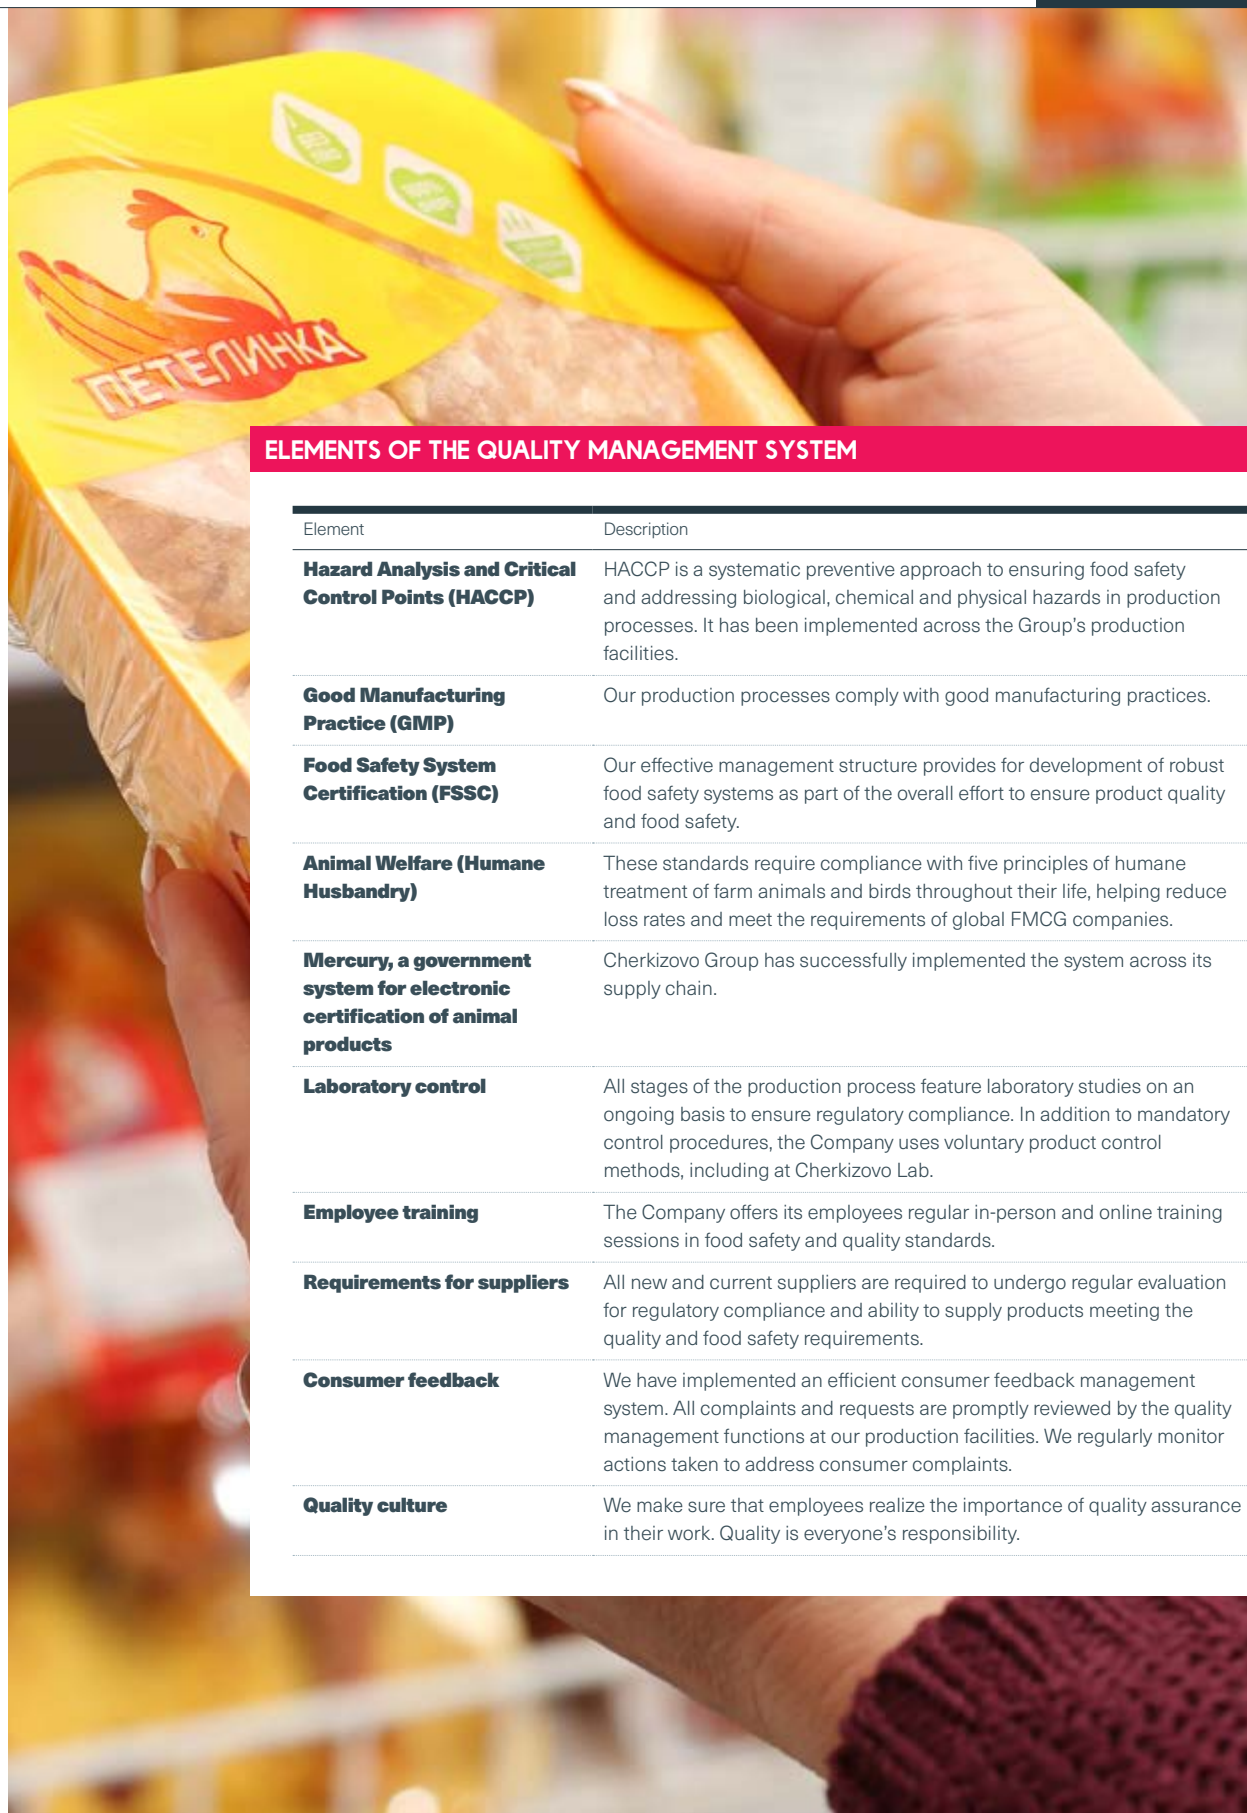 ПЕТЕЛИНКА
ELEMENTS OF THE QUALITY MANAGEMENT SYSTEM
Element
Description
Hazard Analysis and Critical
Control Points (HACCP)
HACCP is a systematic preventive approach to ensuring food safety
and addressing biological, chemical and physical hazards in production
processes. It has been implemented across the Group's production
facilities.
Good Manufacturing
Practice (GMP)
Our production processes comply with good manufacturing practices.
Food Safety System
Certification (FSSC)
Our effective management structure provides for development of robust
food safety systems as part of the overall effort to ensure product quality
and food safety.
Animal Welfare (Humane
Husbandry)
These standards require compliance with five principles of humane
treatment of farm animals and birds throughout their life, helping reduce
loss rates and meet the requirements of global FMCG companies.
Mercury, a government
system for electronic
certification of animal
products
Cherkizovo Group has successfully implemented the system across its
supply chain.
Laboratory control
All stages of the production process feature laboratory studies on an
ongoing basis to ensure regulatory compliance. In addition to mandatory
control procedures, the Company uses voluntary product control
methods, including at Cherkizovo Lab.
Employee training
The Company offers its employees regular in-person and online training
sessions in food safety and quality standards.
Requirements for suppliers
All new and current suppliers are required to undergo regular evaluation
for regulatory compliance and ability to supply products meeting the
quality and food safety requirements.
Consumer feedback
We have implemented an efficient consumer feedback management
system. All complaints and requests are promptly reviewed by the quality
management functions at our production facilities. We regularly monitor
actions taken to address consumer complaints.
Quality culture
We make sure that employees realize the importance of quality assurance
in their work. Quality is everyone's responsibility.